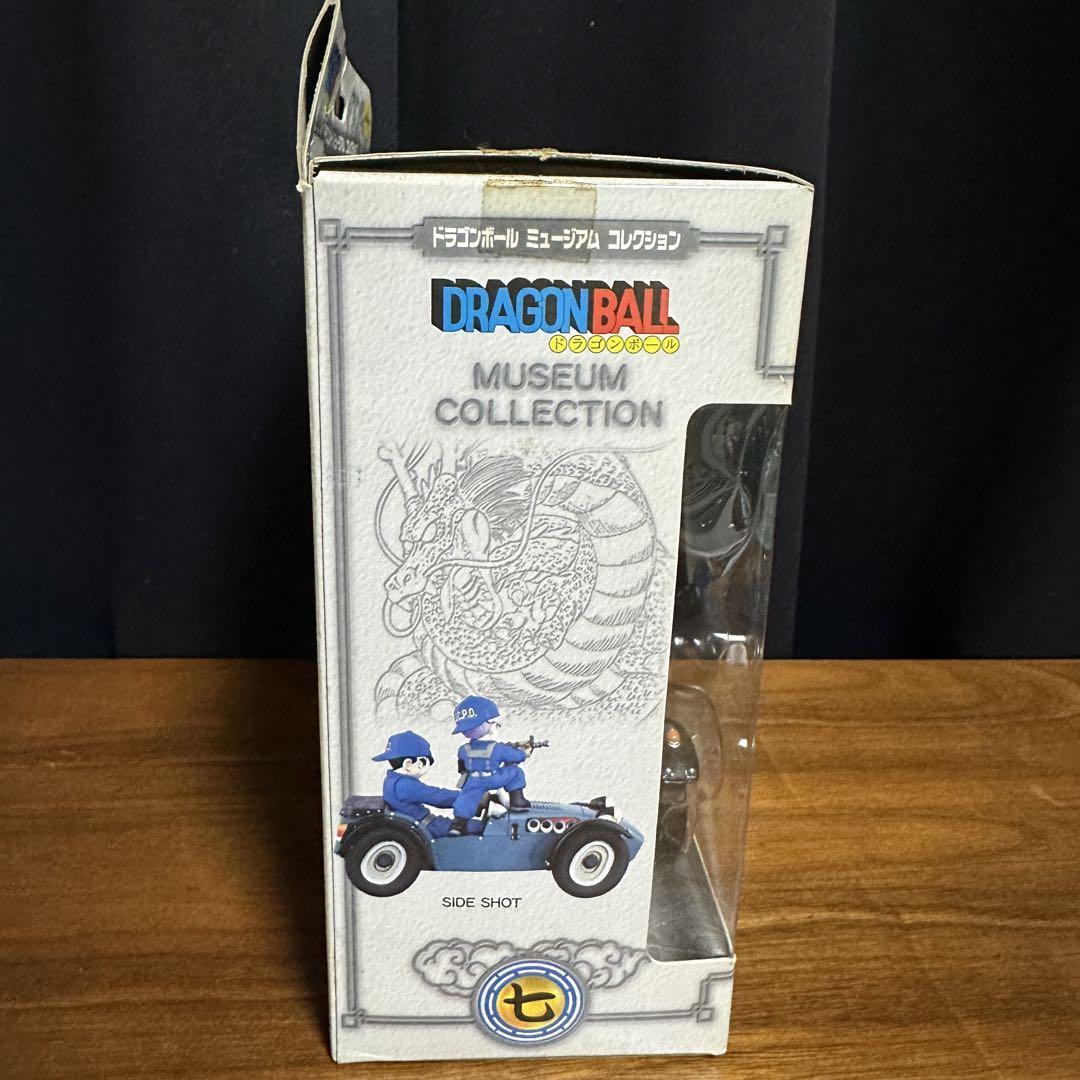 ドラゴンボール ミュージアム コレクション
DRAGON BALL
ドラゴンボール
MUSEUM
COLLECTION
C.P.D.
SIDE SHOT
七